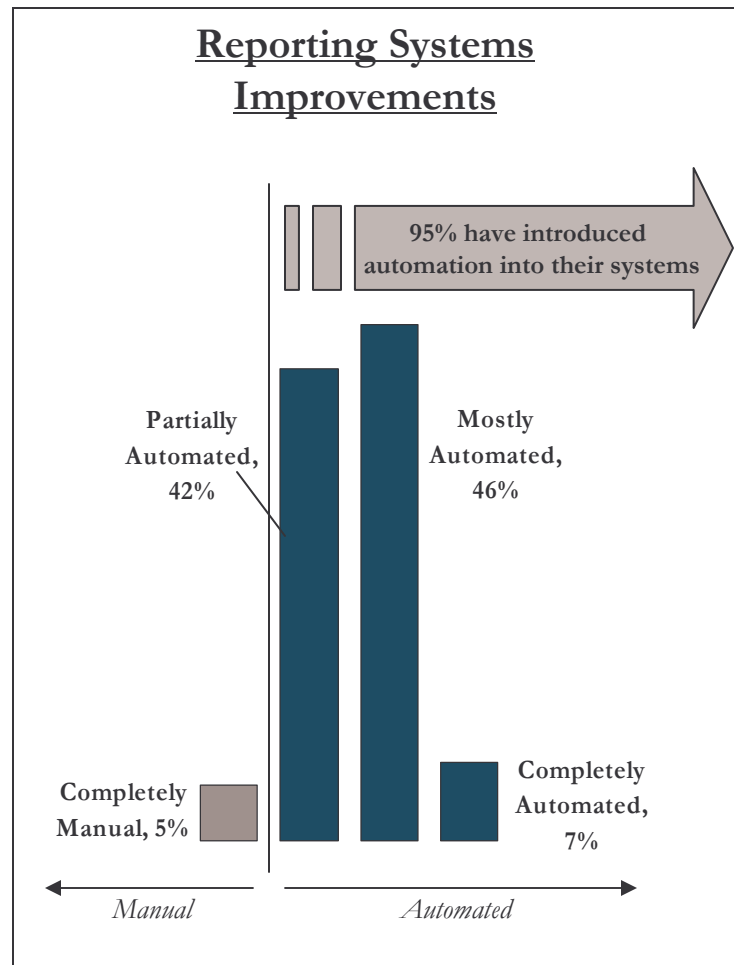 Reporting Systems
Improvements
95% have introduced
automation into their systems
Partially
Automated,
42%
Mostly
Automated,
46%
Completely
Manual, 5%
Completely
Automated,
7%
Manual
Automated